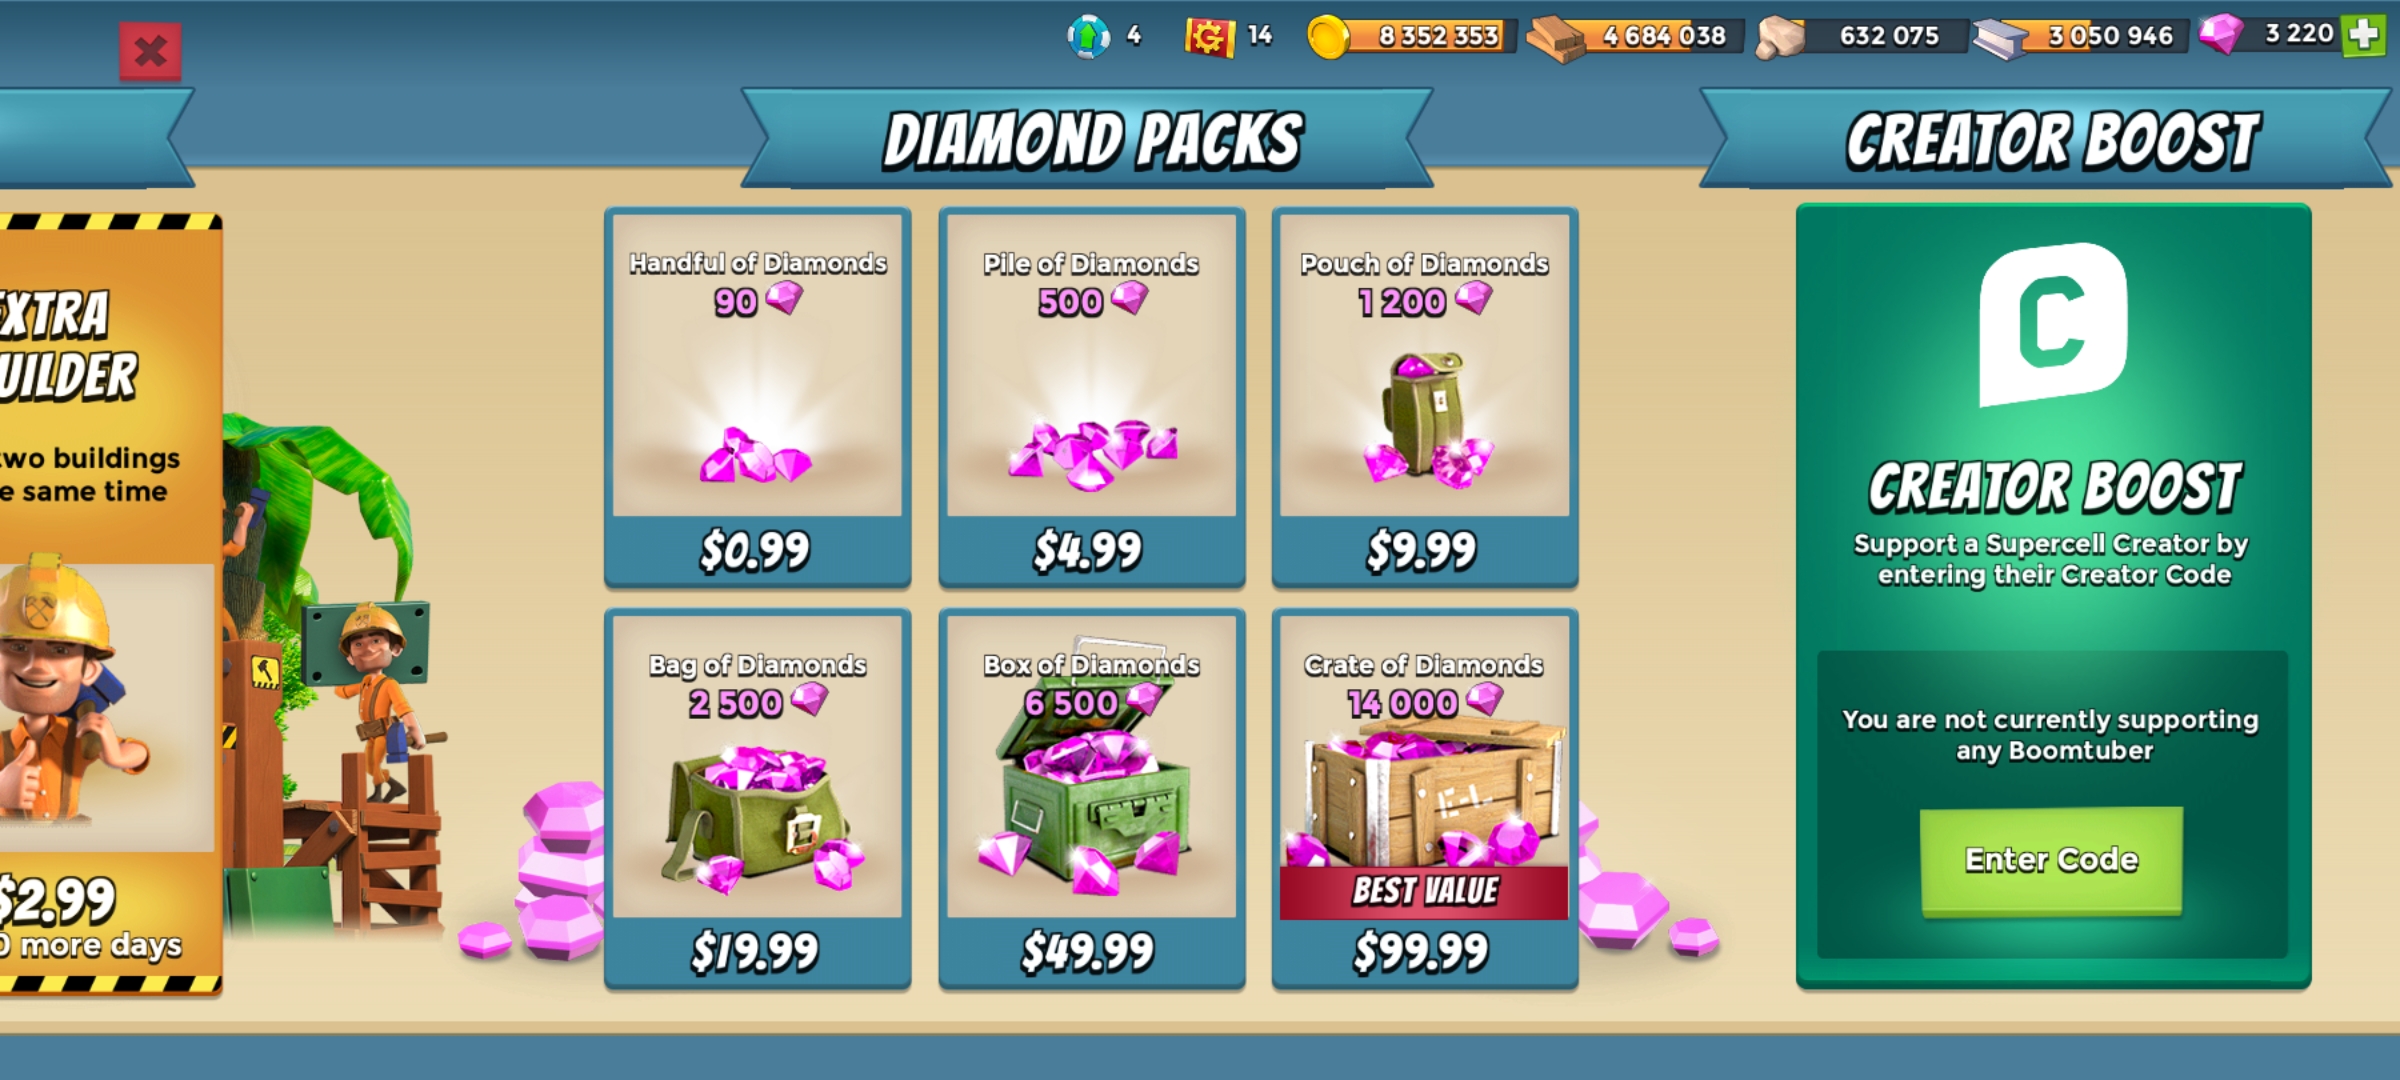 4
14
8 352 353
4 684 038
632 075
3 050 946
3 220
DIAMOND PACKS
CREATOR BOOST
EXTRA
BUILDER
two buildings
same time
$2.99
more days
Handful of Diamonds
90
$0.99
Pile of Diamonds
500
$4.99
Pouch of Diamonds
1 200
$9.99
Bag of Diamonds
2 500
$19.99
Box of Diamonds
6 500
$49.99
Crate of Diamonds
14 000
E-L
BEST VALUE
$99.99
C
CREATOR BOOST
Support a Supercell Creator by
entering their Creator Code
You are not currently supporting
any Boomtuber
Enter Code